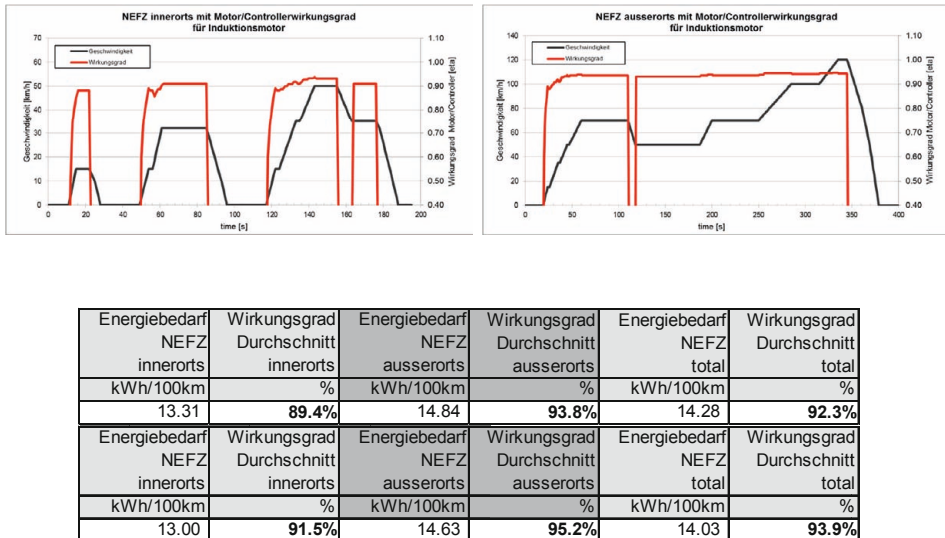 NEFZ innerorts mit Motor/Controllerwirkungsgrad
für Induktionsmotor
Geschwindigkeit
Wirkungsgrad
Geschwindigkeit [km/h]
70
60
50
40
30
20
10
0
1.10
1.00
0.90
0.80
0.70
0.60
0.50
0.40
Wirkungsgrad Motor/Controller [eta]
0 20 40 60 80 100 120 140 160 180 200
time [s]
NEFZ ausserorts mit Motor/Controllerwirkungsgrad
für Induktionsmotor
Geschwindigkeit
Wirkungsgrad
Geschwindigkeit [km/h]
140
120
100
80
60
40
20
0
1.10
1.00
0.90
0.80
0.70
0.60
0.50
0.40
Wirkungsgrad Motor/Controller [eta]
0 50 100 150 200 250 300 350 400
time [s]
Energiebedarf Wirkungsgrad Energiebedarf Wirkungsgrad Energiebedarf Wirkungsgrad
NEFZ Durchschnitt NEFZ Durchschnitt NEFZ Durchschnitt
innerorts innerorts ausserorts ausserorts total total
kWh/100km % kWh/100km % kWh/100km %
13.31 89.4% 14.84 93.8% 14.28 92.3%
Energiebedarf Wirkungsgrad Energiebedarf Wirkungsgrad Energiebedarf Wirkungsgrad
NEFZ Durchschnitt NEFZ Durchschnitt NEFZ Durchschnitt
innerorts innerorts ausserorts ausserorts total total
kWh/100km % kWh/100km % kWh/100km %
13.00 91.5% 14.63 95.2% 14.03 93.9%